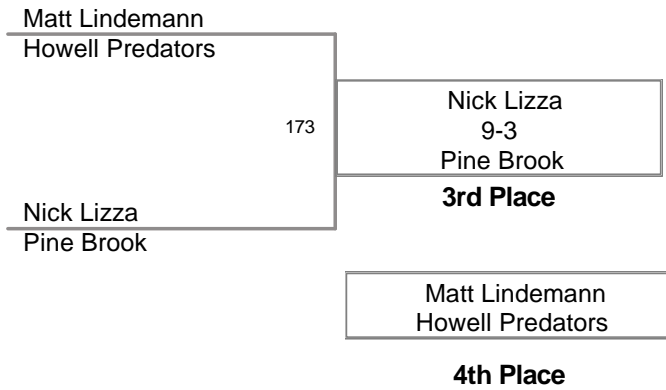 Matt Lindemann
Howell Predators
173
Nick Lizza
9-3
Pine Brook
3rd Place
Nick Lizza
Pine Brook
Matt Lindemann
Howell Predators
4th Place